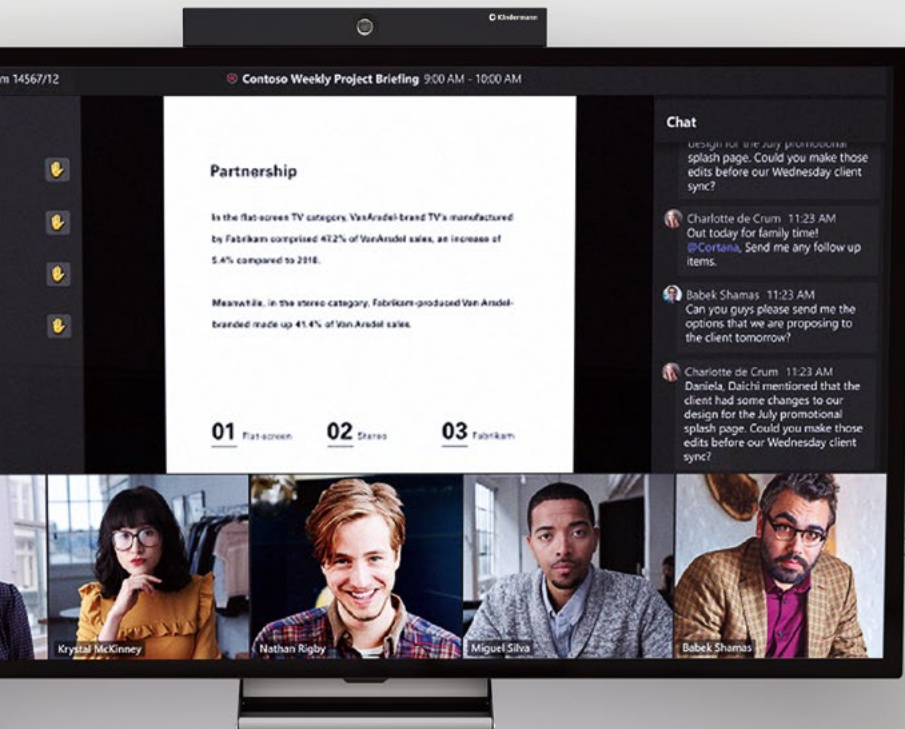 Kindermann
m 14567/12
Contoso Weekly Project Briefing 9:00 AM - 10:00 AM
Partnership
In the flat-screen TV category, VanArsdel-brand TV's manufactured
by Fabrikam comprised 47.2% of VanArsdel sales, an increase of
5.4% compared to 2018.
Meanwhile, in the stereo category, Fabrikam-produced Van Arsdel-
branded made up 41.4% of Van Arsdel sales.
01 Flat-screen
02 Stereo
03 Fabrikam
Chat
design for the July promotional
splash page. Could you make those
edits before our Wednesday client
sync?
Charlotte de Crum 11:23 AM
Out today for family time!
@Cortana, Send me any follow up
items.
Babek Shamas 11:23 AM
Can you guys please send me the
options that we are proposing to
the client tomorrow?
Charlotte de Crum 11:23 AM
Daniela, Daichi mentioned that the
client had some changes to our
design for the July promotional
splash page. Could you make those
edits before our Wednesday client
sync?
Krystal McKinney
Nathan Rigby
Miguel Silva
Babek Shamas